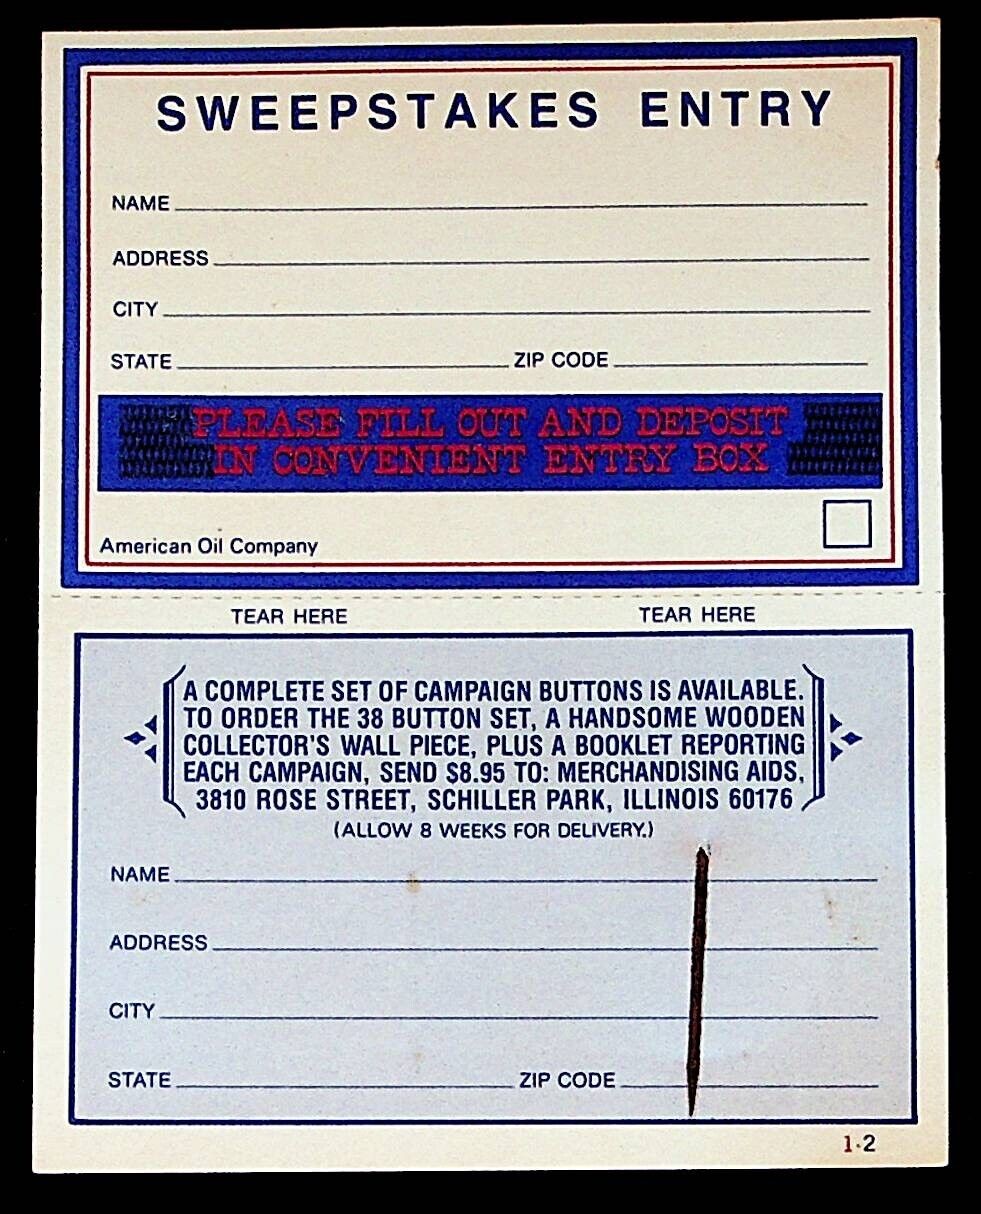 SWEEPSTAKES ENTRY
NAME
ADDRESS
CITY
STATE ZIP CODE
PLEASE FILL OUT AND DEPOSIT
IN CONVENIENT ENTRY BOX
American Oil Company
TEAR HERE TEAR HERE
A COMPLETE SET OF CAMPAIGN BUTTONS IS AVAILABLE.
TO ORDER THE 38 BUTTON SET, A HANDSOME WOODEN
COLLECTOR'S WALL PIECE, PLUS A BOOKLET REPORTING
EACH CAMPAIGN, SEND $8.95 TO: MERCHANDISING AIDS,
3810 ROSE STREET, SCHILLER PARK, ILLINOIS 60176
(ALLOW 8 WEEKS FOR DELIVERY.)
NAME
ADDRESS
CITY
STATE ZIP CODE
1-2